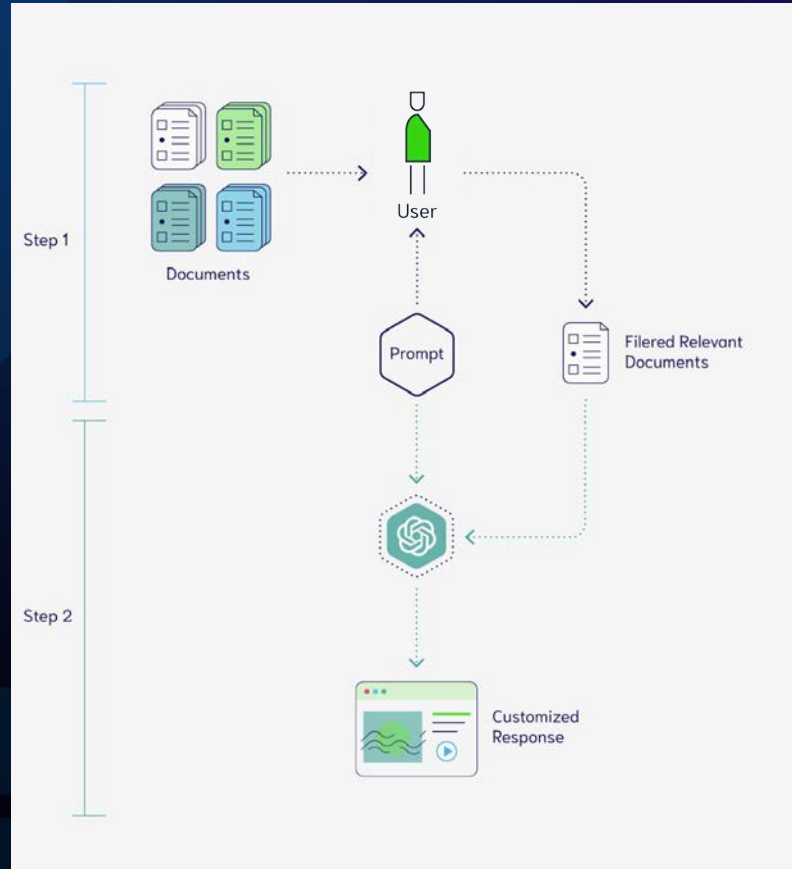 User
Step 1
Documents
Prompt
Filered Relevant
Documents
Step 2
Customized
Response